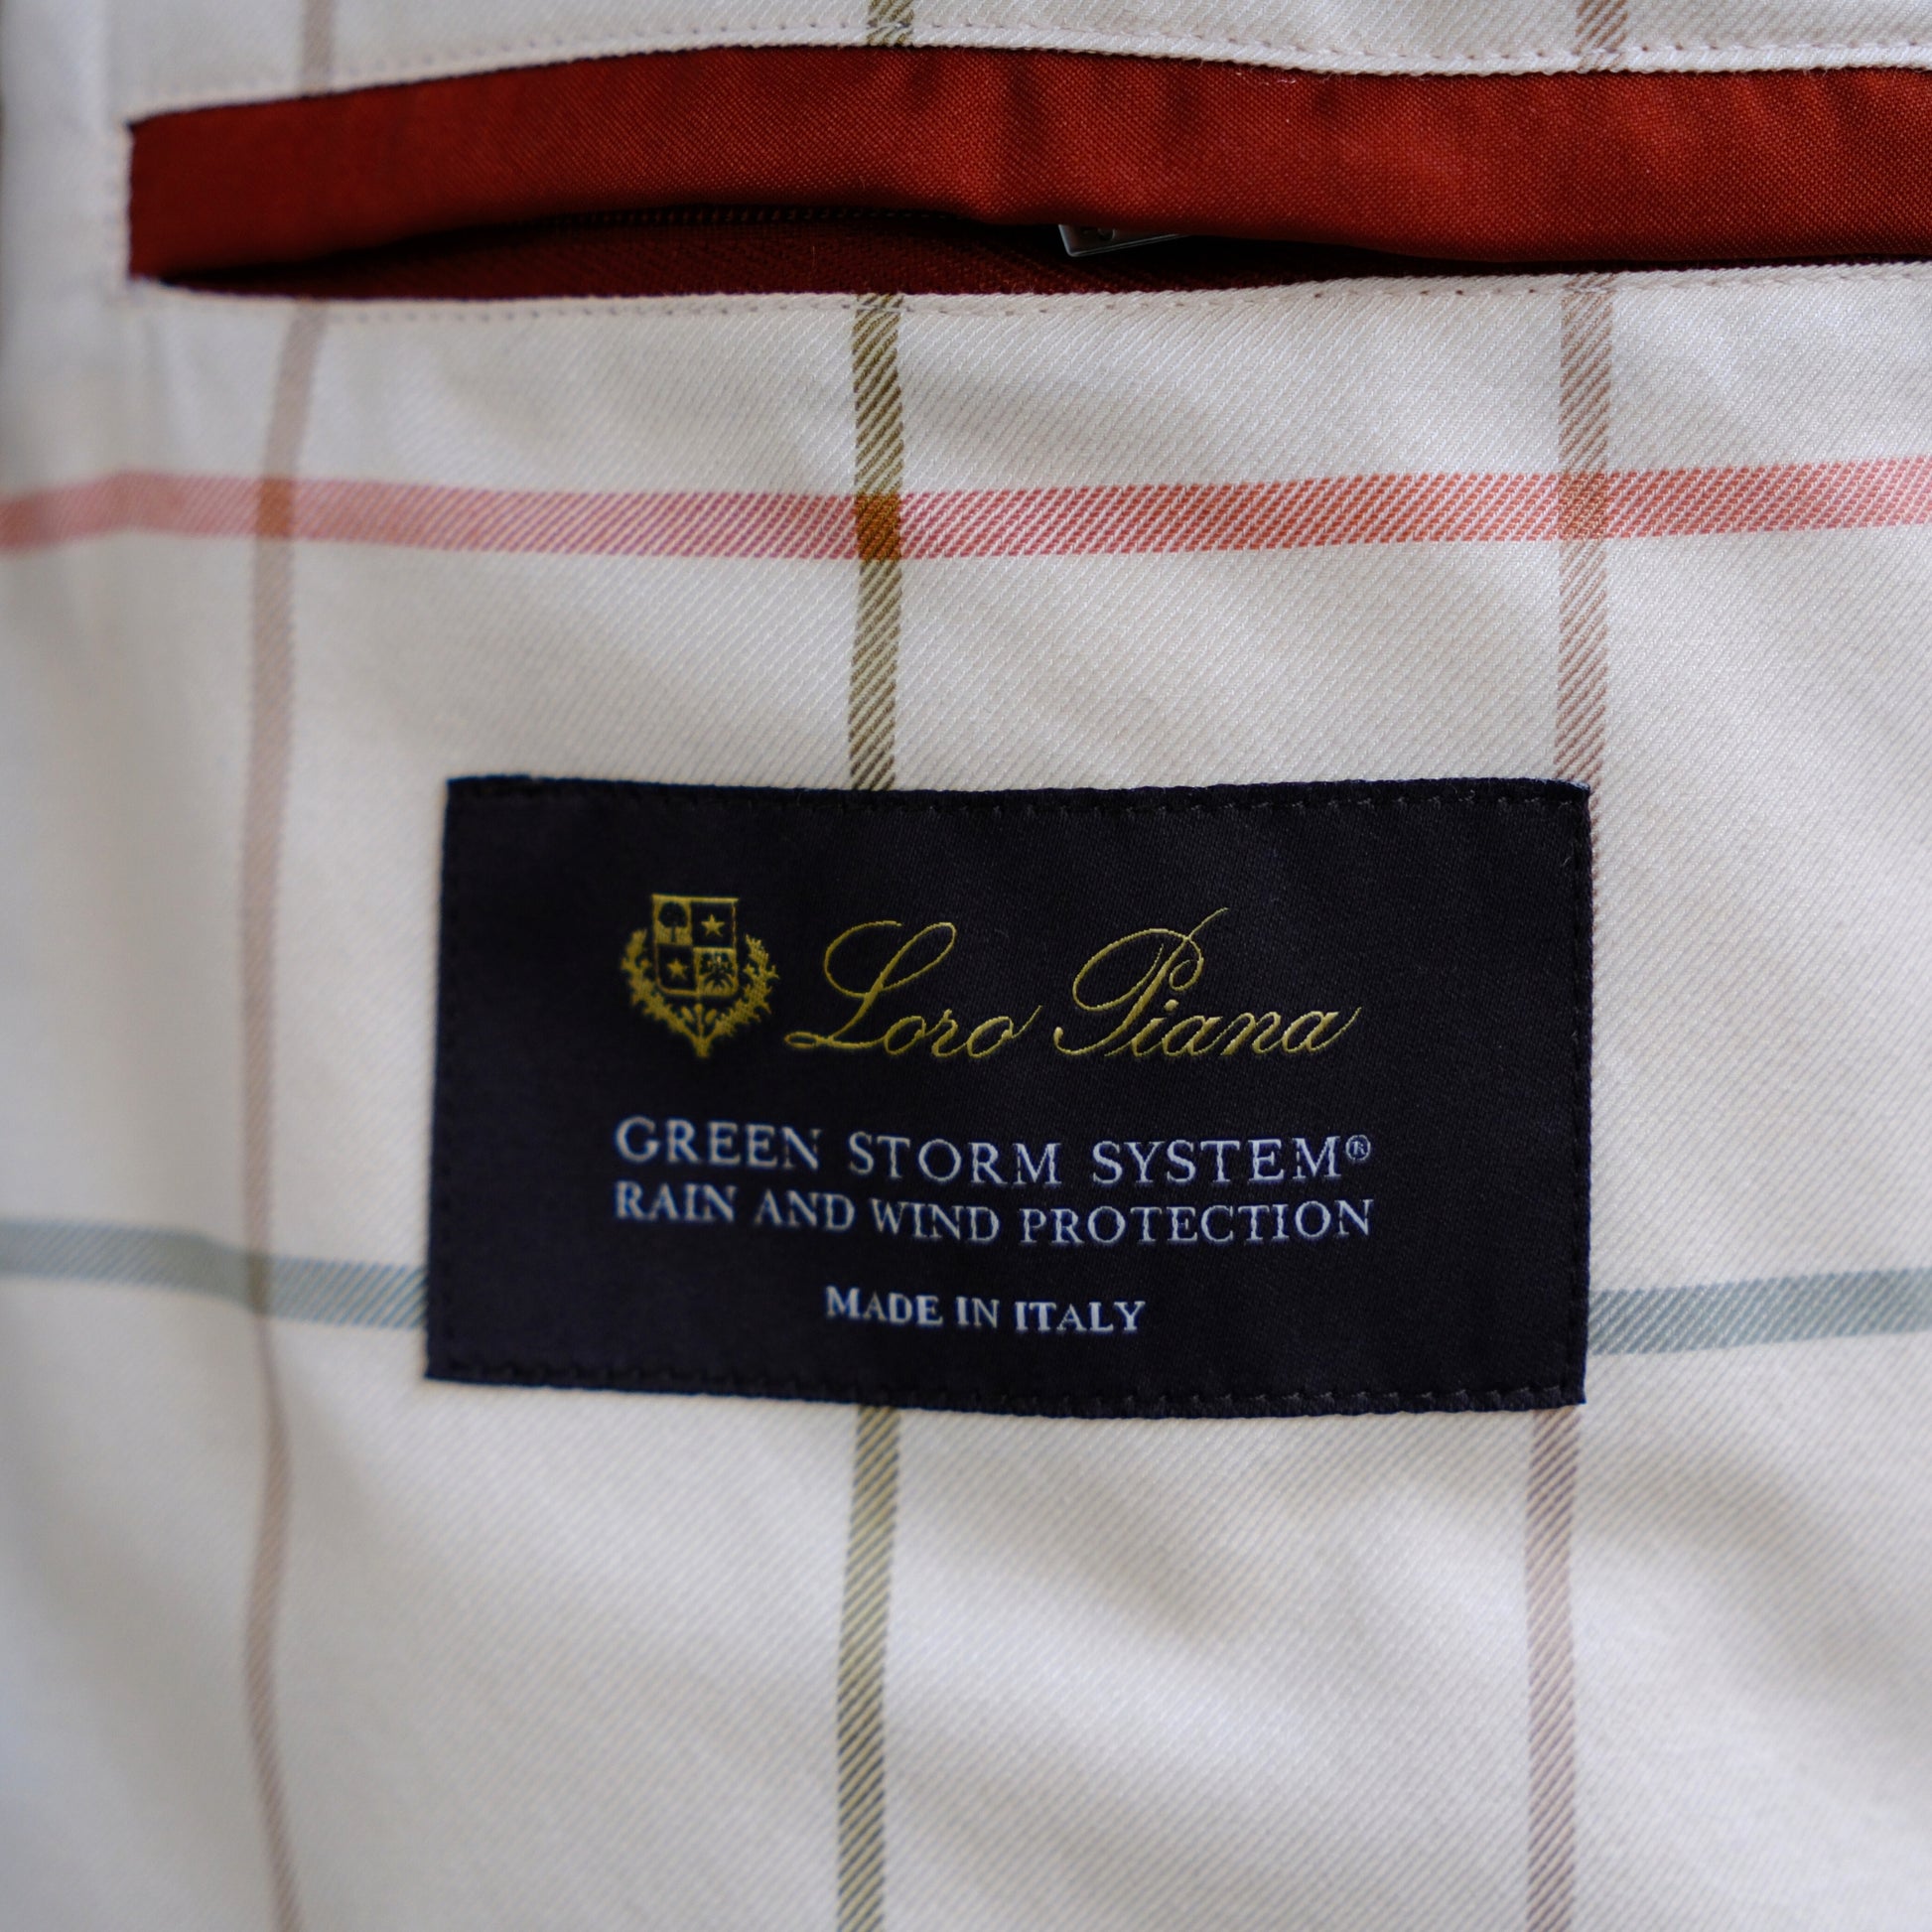 Loro Piana
GREEN STORM SYSTEM®
RAIN AND WIND PROTECTION
MADE IN ITALY